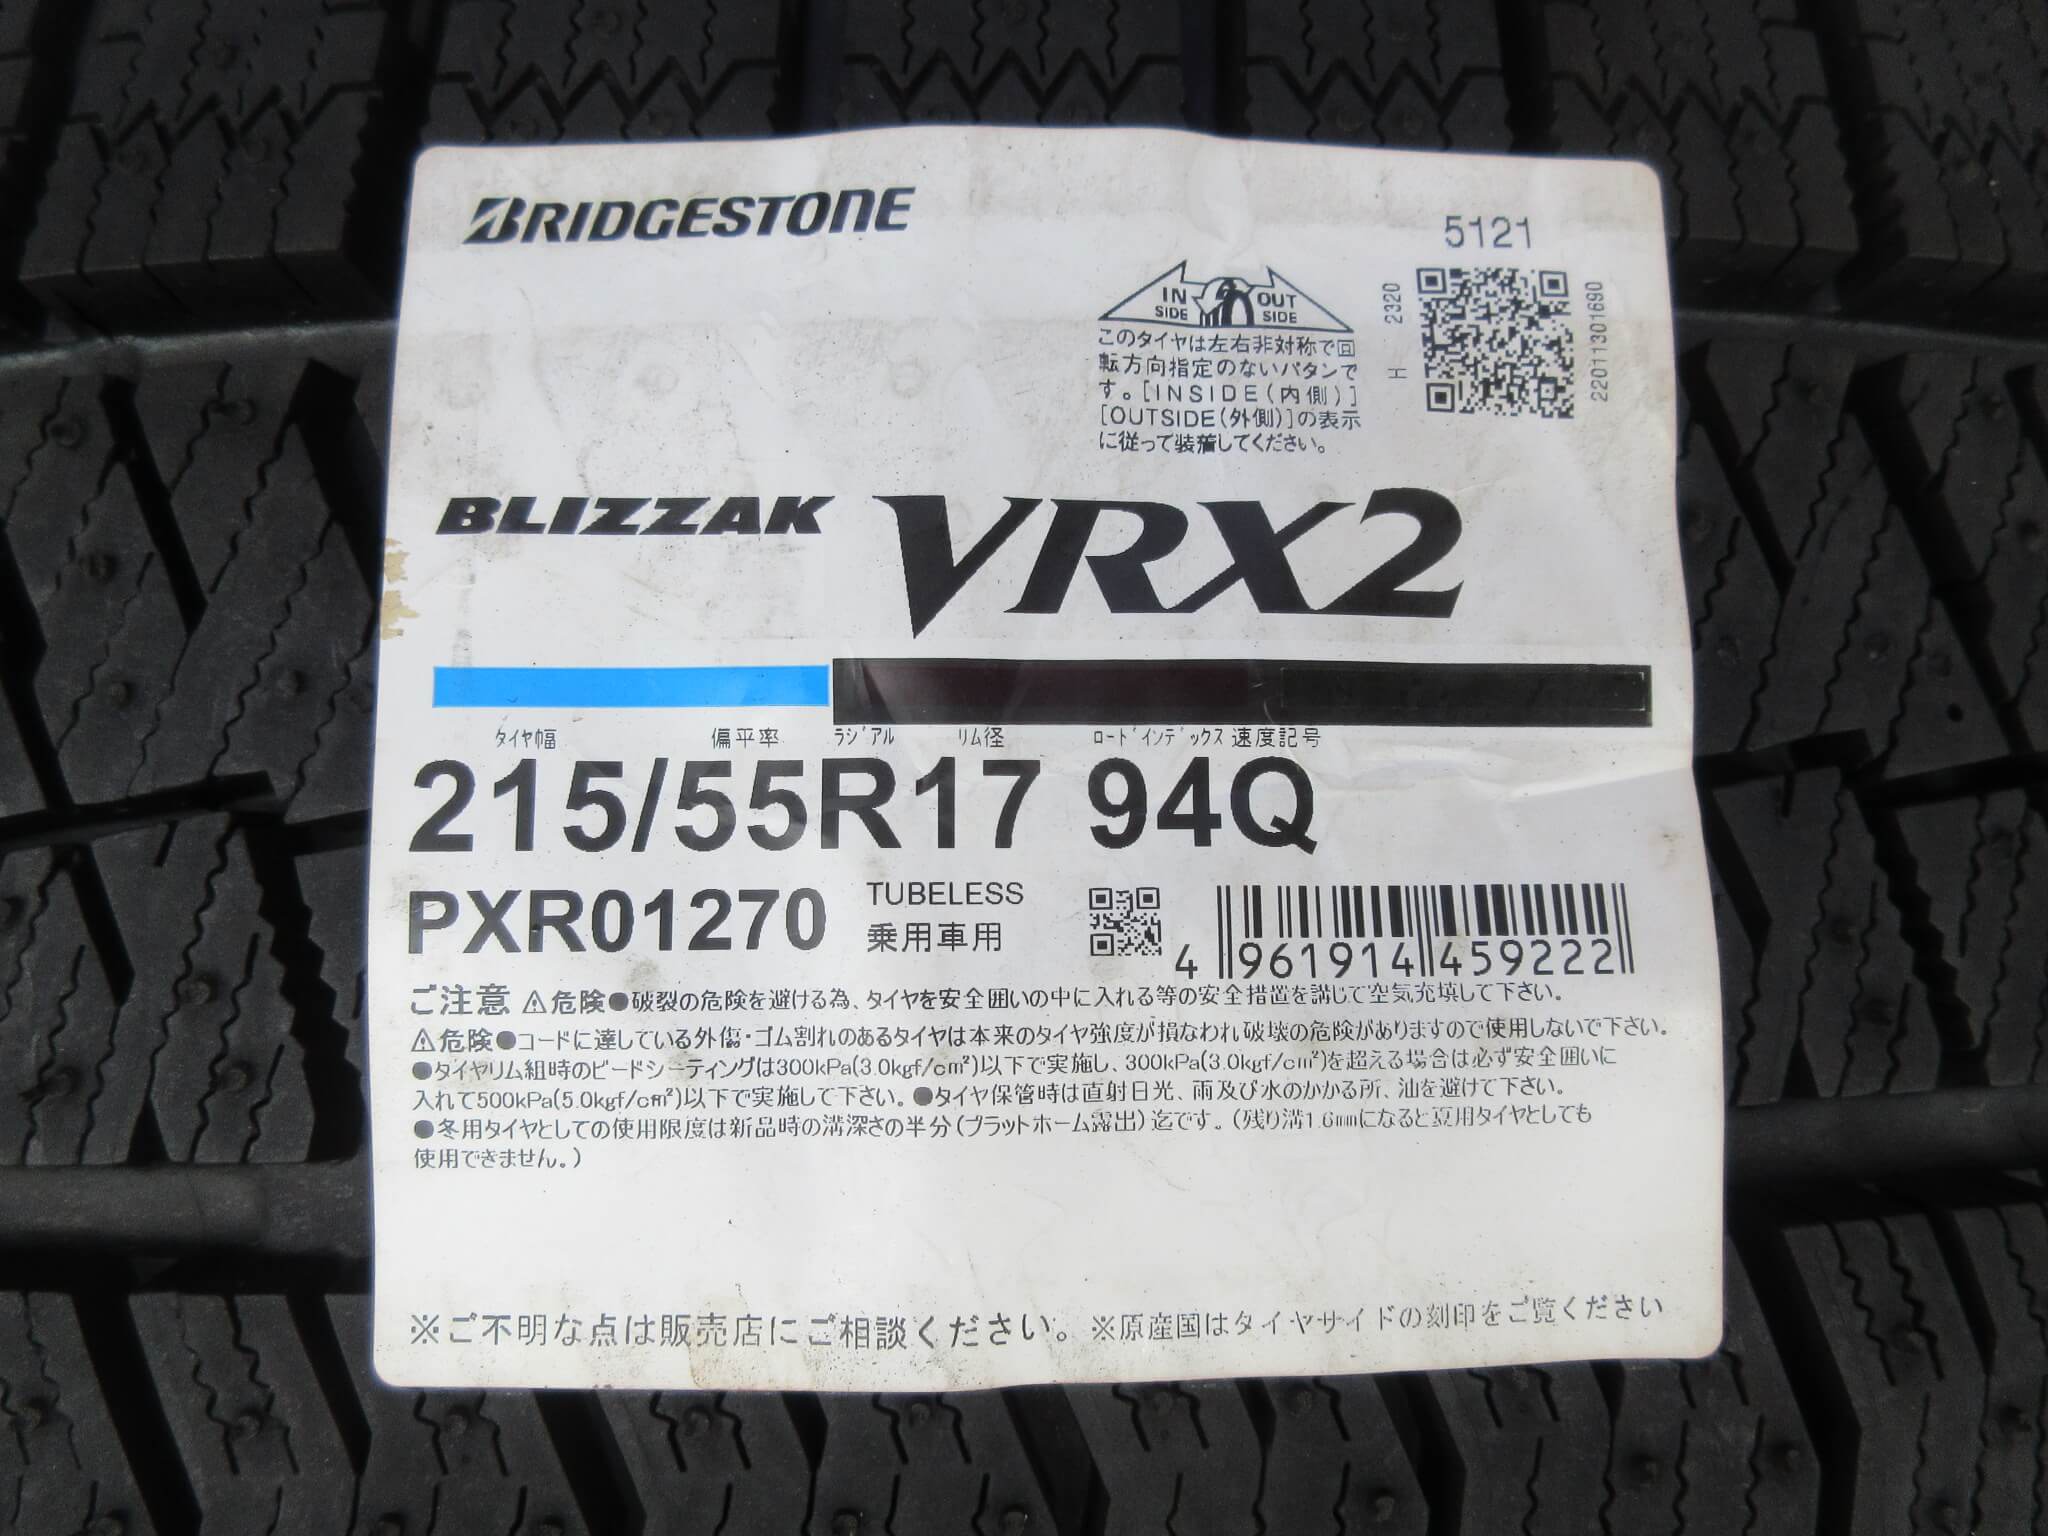 BRIDGESTONE
5121
IN SIDE OUT SIDE
H 2320
22011301690
このタイヤは左右非対称で回
転方向指定のないパタンで
す。[INSIDE(内側)]
[OUTSIDE(外側)]の表示
に従って装着してください。
BLIZZAK VRX2
タイヤ幅 偏平率 ラジアル リム径 ロードインデックス 速度記号
215/55R17 94Q
PXR01270 TUBELESS
乗用車用
4 961914 459222
ご注意 ⚠危険●破裂の危険を避ける為、タイヤを安全囲いの中に入れる等の安全措置を講じて空気充填して下さい。
⚠危険●コードに達している外傷・ゴム割れのあるタイヤは本来のタイヤ強度が損なわれ破壊の危険がありますので使用しないで下さい。
●タイヤリム組時のビードシーティングは300kPa(3.0kgf/cm²)以下で実施し、300kPa(3.0kgf/cm²)を超える場合は必ず安全囲いに
入れて500kPa(5.0kgf/cm²)以下で実施して下さい。●タイヤ保管時は直射日光、雨及び水のかかる所、油を避けて下さい。
●冬用タイヤとしての使用限度は新品時の溝深さの半分(プラットホーム露出)迄です。(残り溝1.6mmになると夏用タイヤとしても
使用できません。)
※ご不明な点は販売店にご相談ください。※原産国はタイヤサイドの刻印をご覧ください